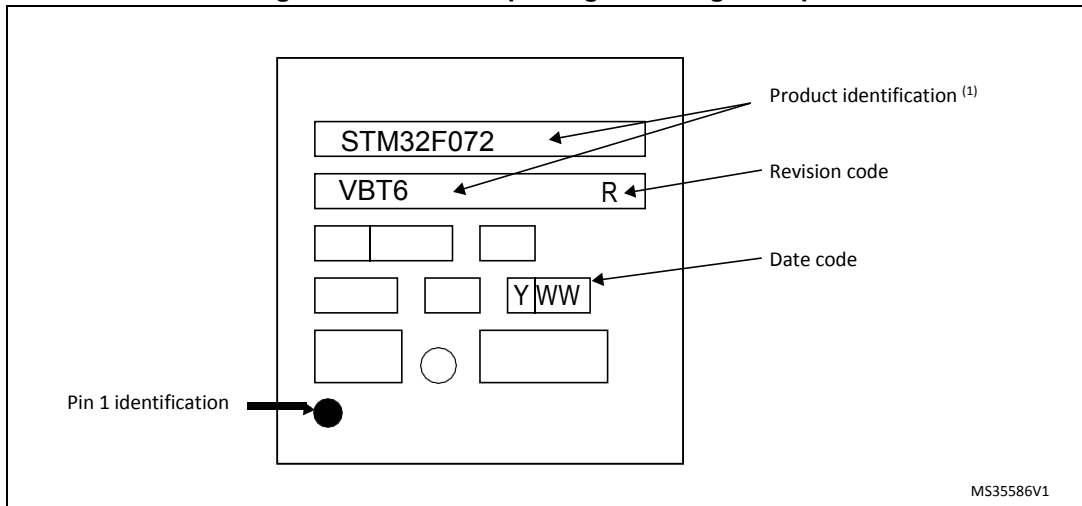 Product identification (1)
STM32F072
Revision code
VBT6 R
Date code
Y WW
Pin 1 identification
MS35586V1